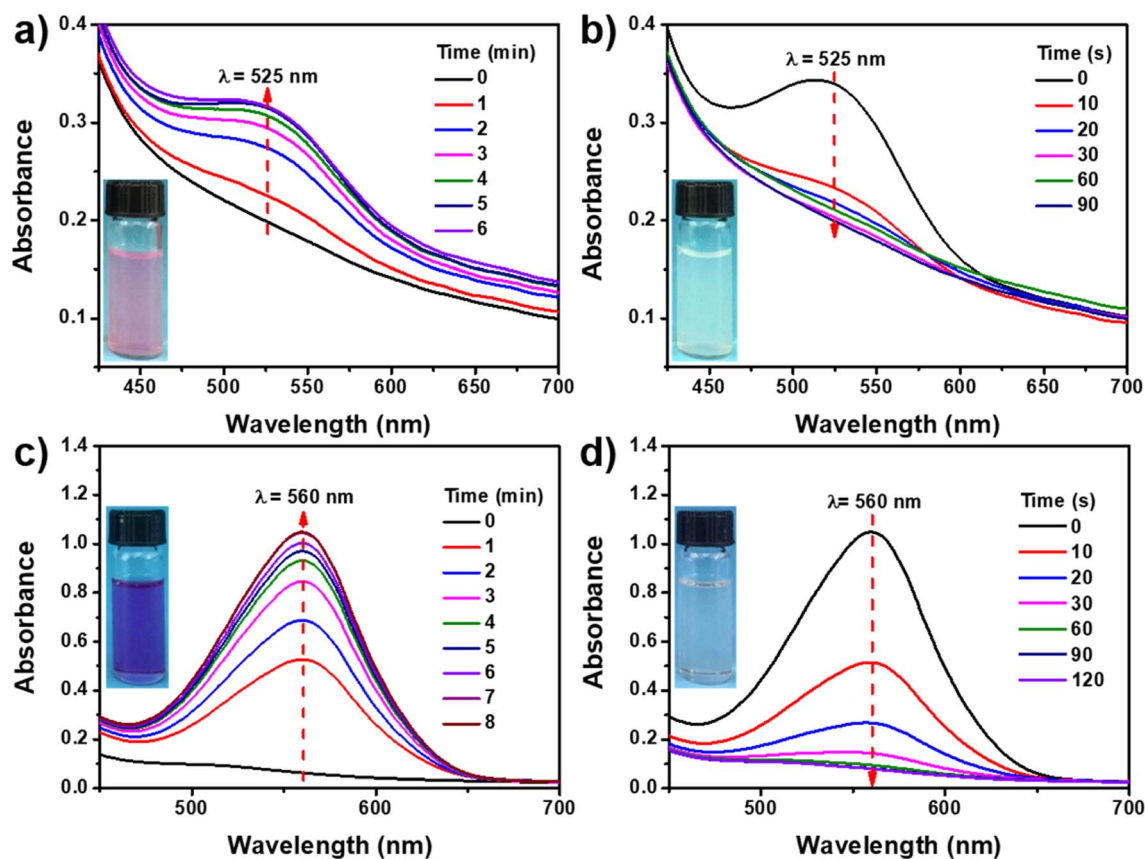 a)
0.4
0.3
0.2
0.1
Absorbance
λ = 525 nm
Time (min)
0
1
2
3
4
5
6
450 500 550 600 650 700
Wavelength (nm)
b)
0.4
0.3
0.2
0.1
Absorbance
λ = 525 nm
Time (s)
0
10
20
30
60
90
450 500 550 600 650 700
Wavelength (nm)
c)
1.4
1.2
1.0
0.8
0.6
0.4
0.2
0.0
Absorbance
λ = 560 nm
Time (min)
0
1
2
3
4
5
6
7
8
500 600 700
Wavelength (nm)
d)
1.4
1.2
1.0
0.8
0.6
0.4
0.2
0.0
Absorbance
λ= 560 nm
Time (s)
0
10
20
30
60
90
120
500 600 700
Wavelength (nm)